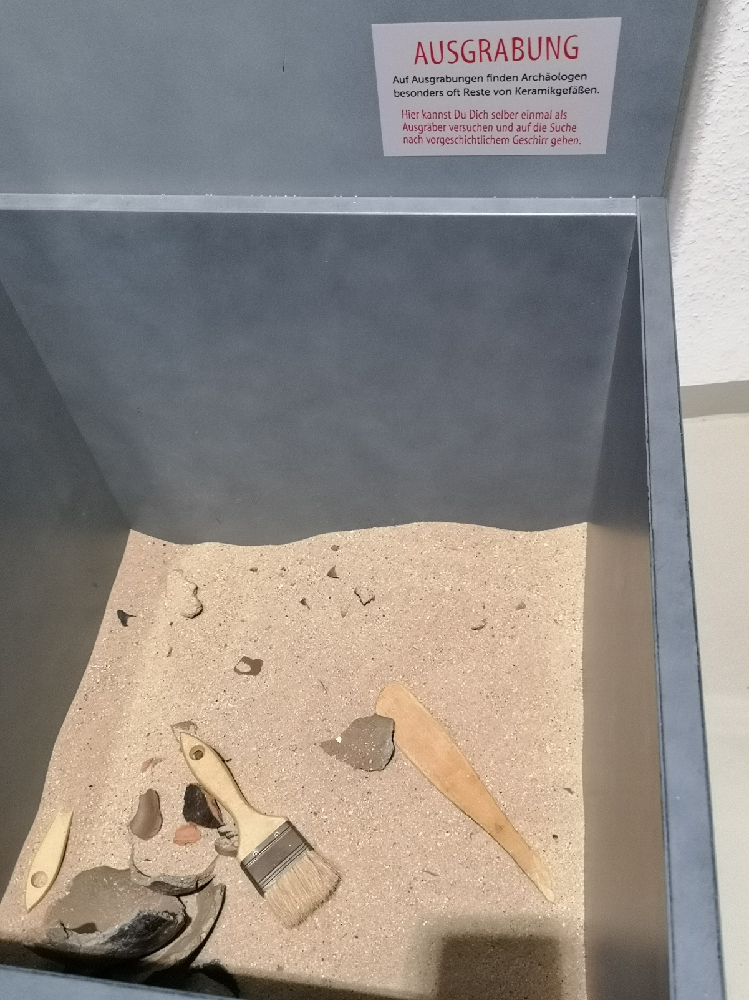 AUSGRABUNG
Auf Ausgrabungen finden Archäologen
besonders oft Reste von Keramikgefäßen.
Hier kannst Du Dich selber einmal als
Ausgräber versuchen und auf die Suche
nach vorgeschichtlichem Geschirr gehen.